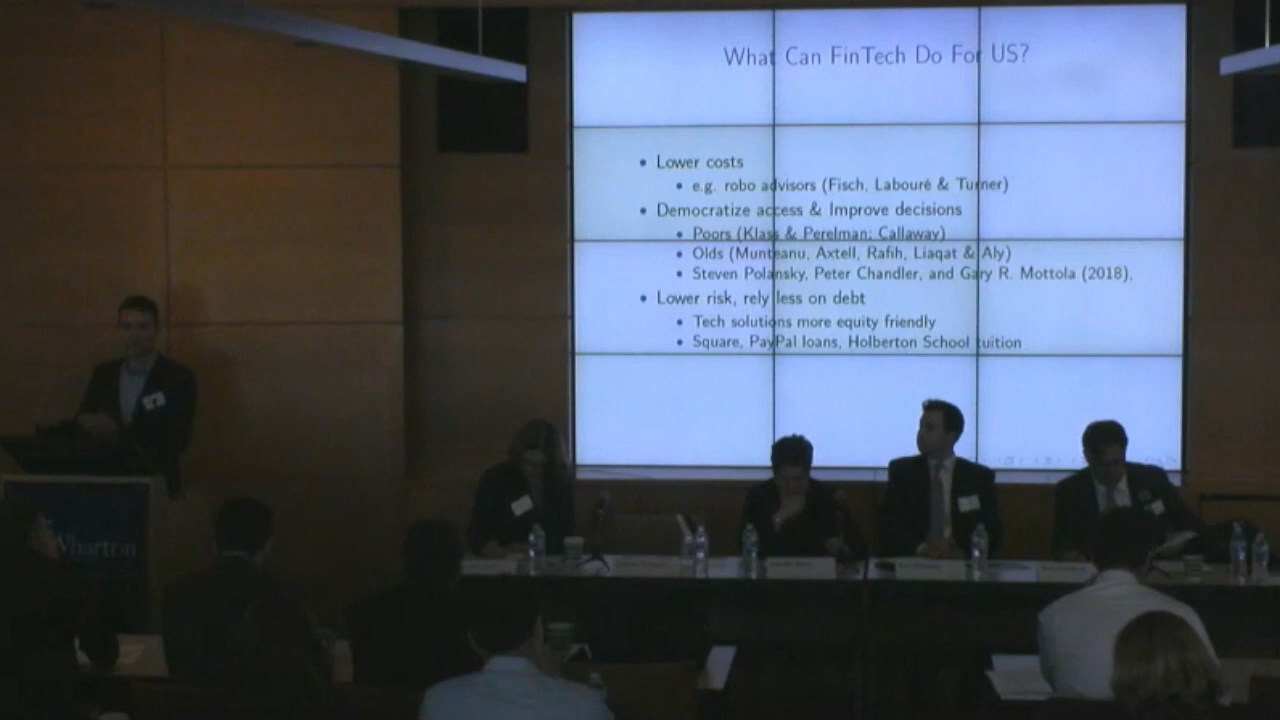 What Can FinTech Do For US?
• Lower costs
• e.g. robo advisors (Fisch, Labouré & Turner)
• Democratize access & Improve decisions
• Poors (Klass & Perelman; Callaway)
• Olds (Munteanu, Axtell, Rafih, Liaqat & Aly)
• Steven Polansky, Peter Chandler, and Gary R. Mottola (2018).
• Lower risk, rely less on debt
• Tech solutions more equity friendly
• Square, PayPal loans, Holberton School tuition
Wharton